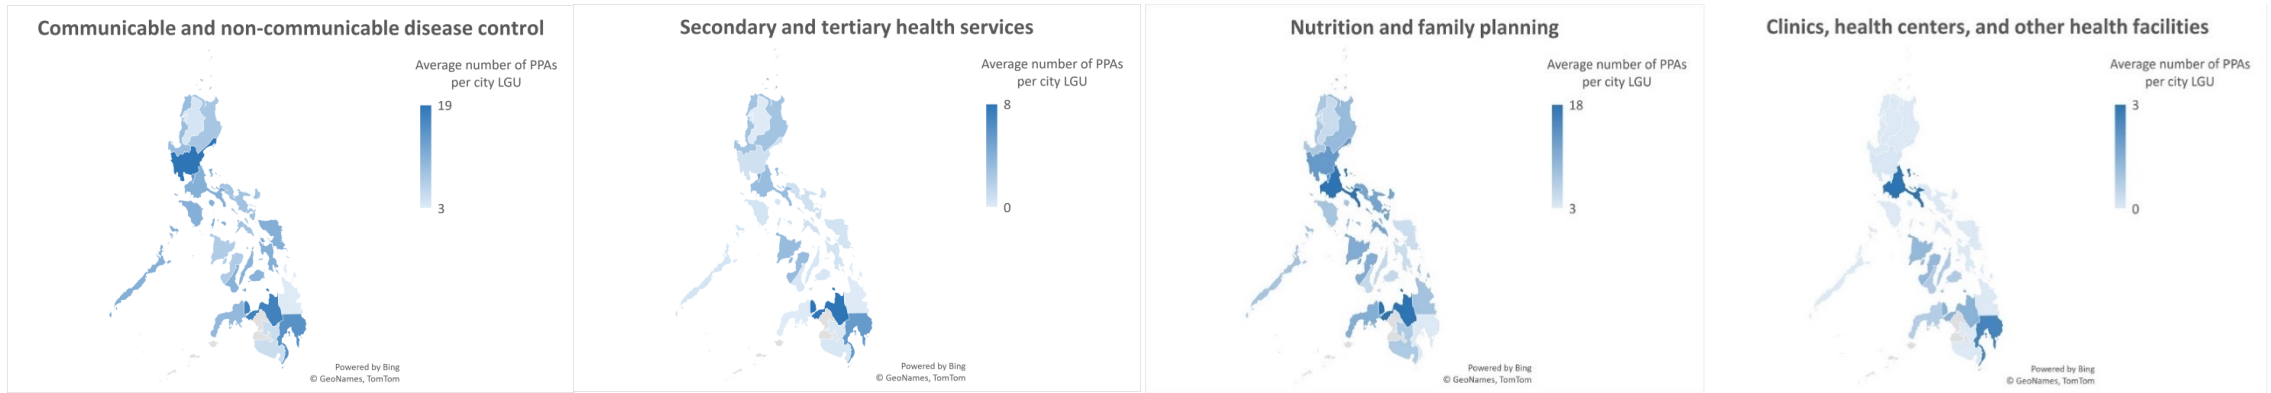 Communicable and non-communicable disease control
Average number of PPAs
per city LGU
19
3
Powered by Bing
© GeoNames, TomTom
Secondary and tertiary health services
Average number of PPAs
per city LGU
8
0
Powered by Bing
© GeoNames, TomTom
Nutrition and family planning
Average number of PPAs
per city LGU
18
3
Powered by Bing
© GeoNames, TomTom
Clinics, health centers, and other health facilities
Average number of PPAs
per city LGU
3
0
Powered by Bing
© GeoNames, TomTom